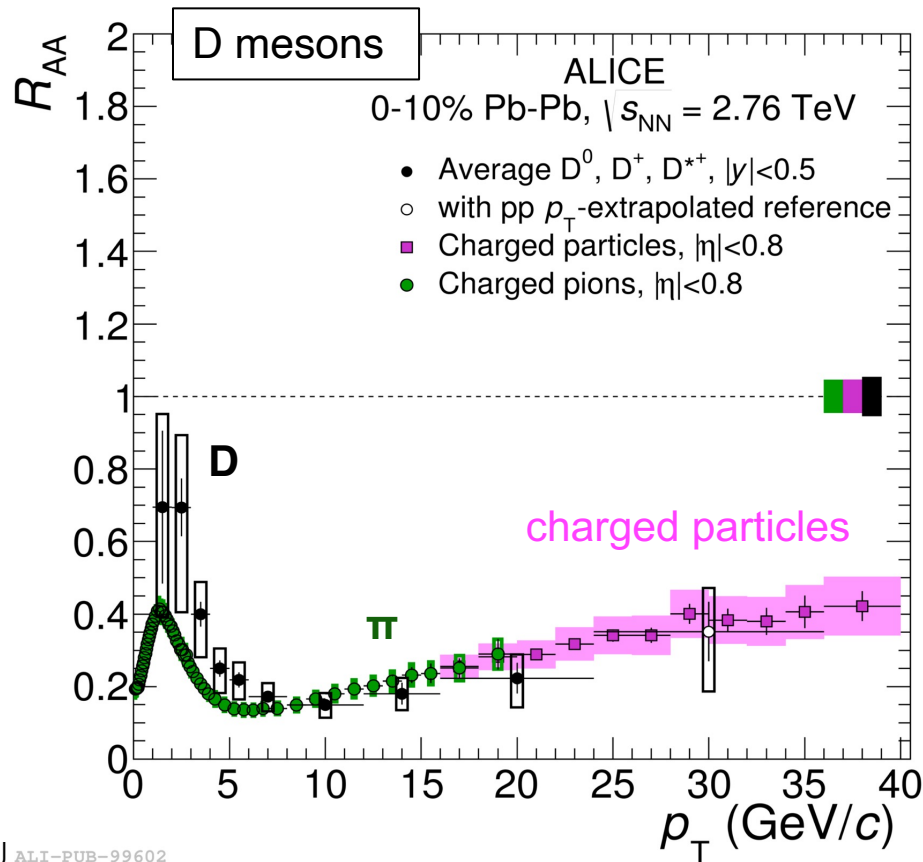 D mesons
ALICE
0-10% Pb-Pb, √s_NN = 2.76 TeV
Average D⁰, D⁺, D*⁺, |y|<0.5
with pp p_T-extrapolated reference
Charged particles, |η|<0.8
Charged pions, |η|<0.8
R_AA
2
1.8
1.6
1.4
1.2
1
0.8
0.6
0.4
0.2
0
D
charged particles
π
0 5 10 15 20 25 30 35 40
p_T (GeV/c)
ALI-PUB-99602